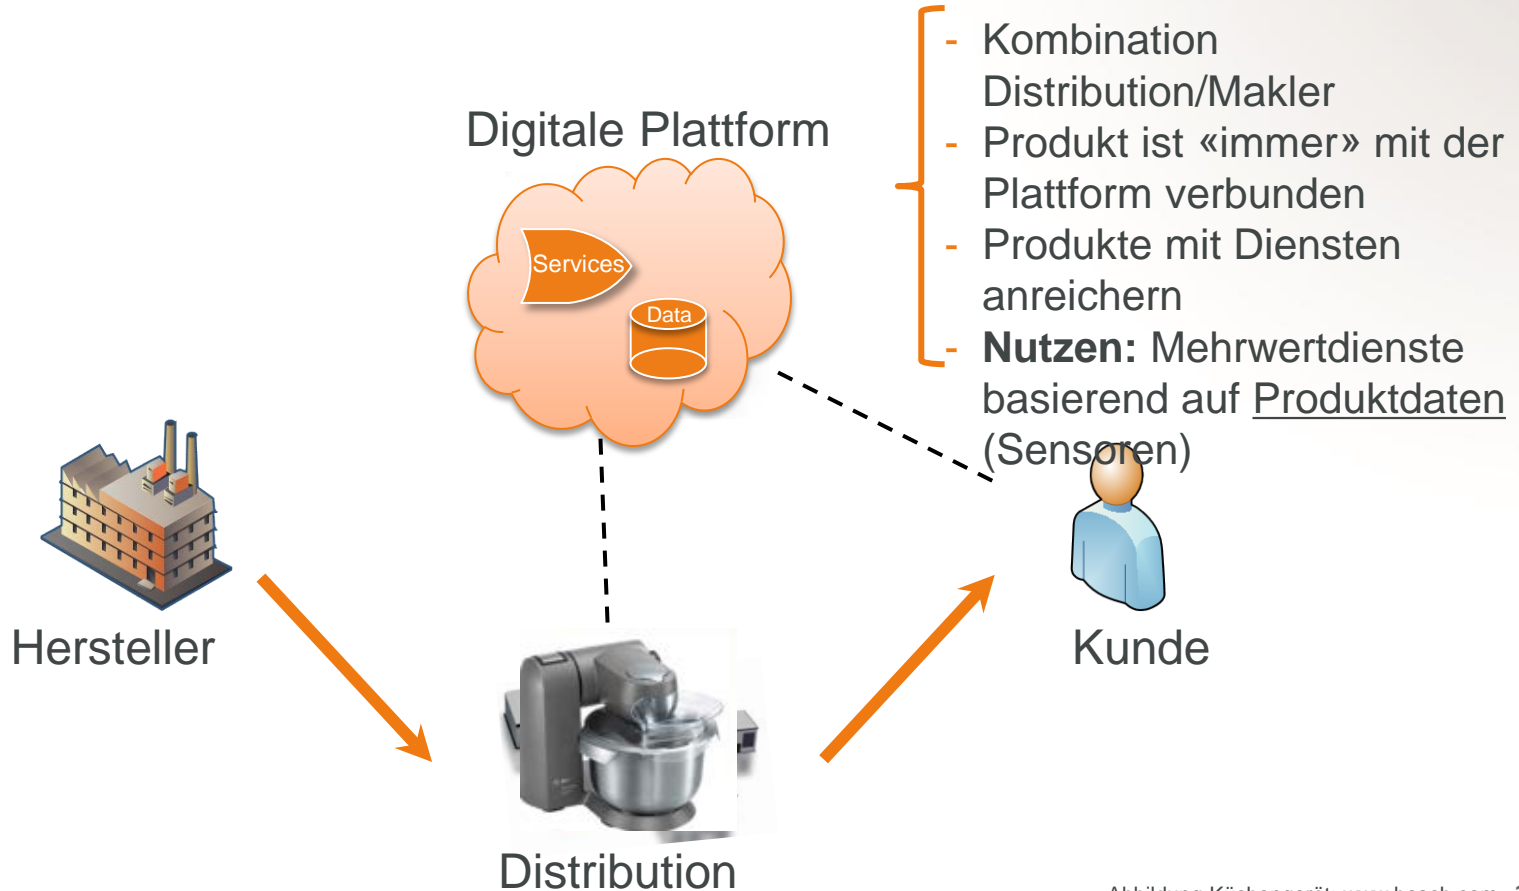 - Kombination
Distribution/Makler
- Produkt ist «immer» mit der
Plattform verbunden
- Produkte mit Diensten
anreichern
- Nutzen: Mehrwertdienste
basierend auf Produktdaten
(Sensoren)
Digitale Plattform
Services
Data
Hersteller
Kunde
Distribution